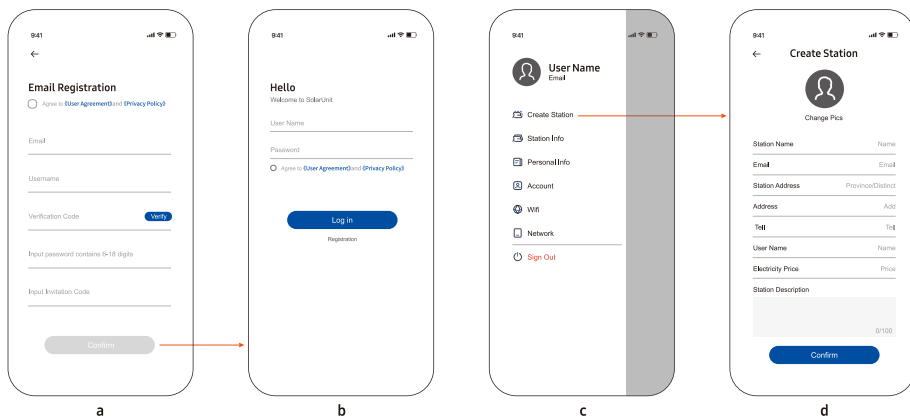 9:41
Email Registration
Agree to 《User Agreement》and 《Privacy Policy》
Email
Username
Verification Code Verify
Input password contains 6-18 digits
Input Invitation Code
Confirm
a
9:41
Hello
Welcome to SolarUnit
User Name
Password
Agree to 《User Agreement》and 《Privacy Policy》
Log in
Registration
b
9:41
User Name
Email
Create Station
Station Info
Personal Info
Account
Wifi
Network
Sign Out
c
9:41
Create Station
Change Pics
Station Name Name
Email Email
Station Address Province/Distinct
Address Add
Tell Tell
User Name Name
Electricity Price Price
Station Description
0/100
Confirm
d